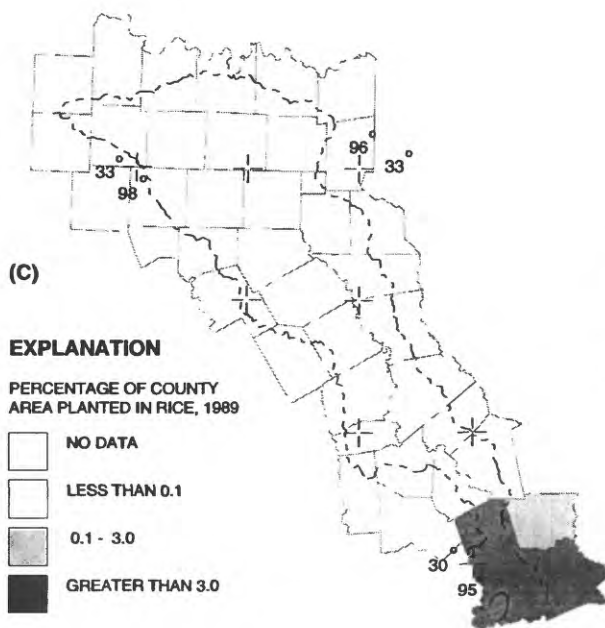 96
33
33
98
(C)
EXPLANATION
PERCENTAGE OF COUNTY
AREA PLANTED IN RICE, 1989
NO DATA
LESS THAN 0.1
0.1 - 3.0
GREATER THAN 3.0
30
95